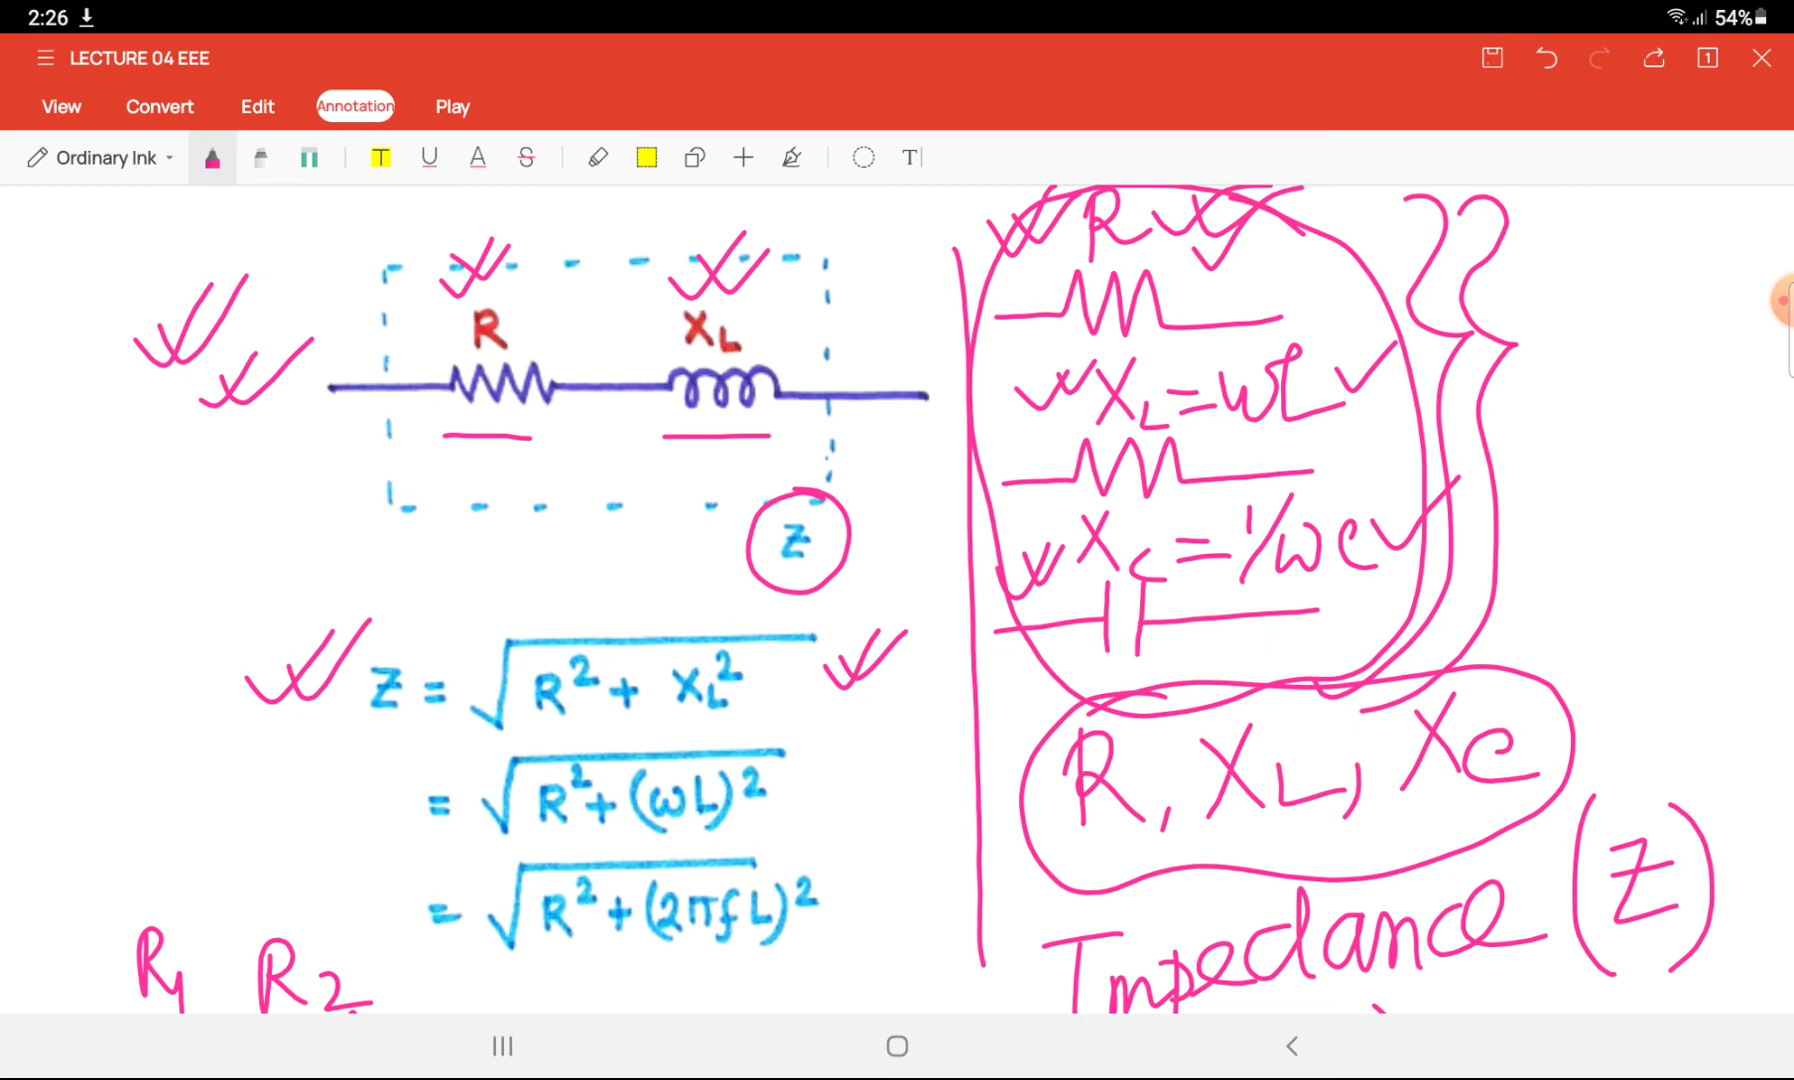 2:26
54%
LECTURE 04 EEE
1
View Convert Edit Annotation Play
Ordinary Ink T U A S T
R XL
Z
Z = √R² + XL²
= √R² + (ωL)²
= √R² + (2πfL)²
R1 R2
R
XL = ωL
XC = 1/ωC
R, XL, XC
Impedance (Z)